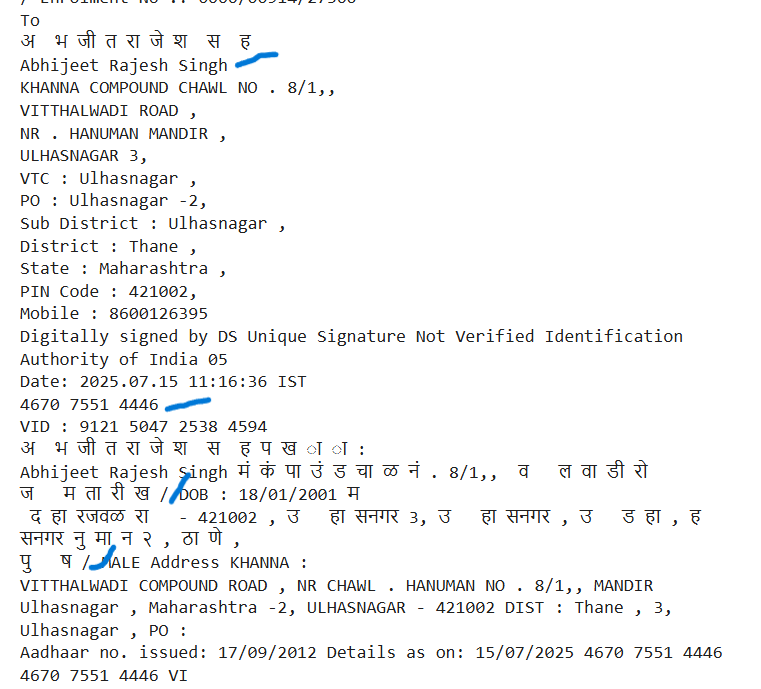 / Enrolment No .: 0000/00914/27560
To
अ भ जी त रा जे श स ह
Abhijeet Rajesh Singh
KHANNA COMPOUND CHAWL NO . 8/1,,
VITTHALWADI ROAD ,
NR . HANUMAN MANDIR ,
ULHASNAGAR 3,
VTC : Ulhasnagar ,
PO : Ulhasnagar -2,
Sub District : Ulhasnagar ,
District : Thane ,
State : Maharashtra ,
PIN Code : 421002,
Mobile : 8600126395
Digitally signed by DS Unique Signature Not Verified Identification
Authority of India 05
Date: 2025.07.15 11:16:36 IST
4670 7551 4446
VID : 9121 5047 2538 4594
अ भ जी त रा जे श स ह प ख ा ा :
Abhijeet Rajesh Singh मं कं पा उं ड चा ळ नं . 8/1,, व ल वा डी रो
ज म ता री ख / DOB : 18/01/2001 म
द हा रजवळ रा - 421002 , उ हा सनगर 3, उ हा सनगर , उ ड हा , ह
सनगर नु मा न २ , ठा णे ,
पु ष / MALE Address KHANNA :
VITTHALWADI COMPOUND ROAD , NR CHAWL . HANUMAN NO . 8/1,, MANDIR
Ulhasnagar , Maharashtra -2, ULHASNAGAR - 421002 DIST : Thane , 3,
Ulhasnagar , PO :
Aadhaar no. issued: 17/09/2012 Details as on: 15/07/2025 4670 7551 4446
4670 7551 4446 VI